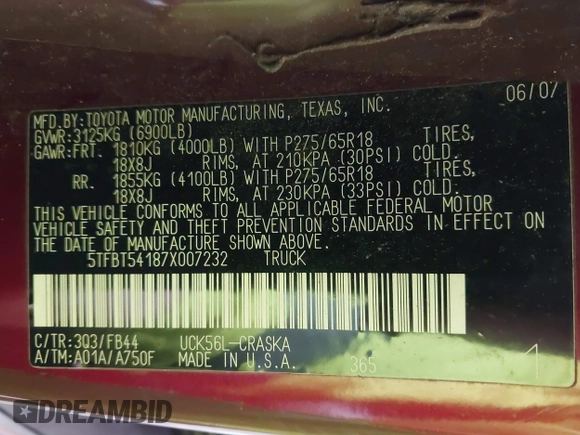 MFD.BY:TOYOTA MOTOR MANUFACTURING, TEXAS, INC. 06/07
GVWR:3125KG (6900LB)
GAWR:FRT. 1810KG (4000LB) WITH P275/65R18 TIRES,
18X8J RIMS, AT 210KPA (30PSI) COLD.
RR. 1855KG (4100LB) WITH P275/65R18 TIRES,
18X8J RIMS, AT 230KPA (33PSI) COLD.
THIS VEHICLE CONFORMS TO ALL APPLICABLE FEDERAL MOTOR
VEHICLE SAFETY AND THEFT PREVENTION STANDARDS IN EFFECT ON
THE DATE OF MANUFACTURE SHOWN ABOVE.
5TFBT54187X007232 TRUCK
C/TR:3Q3/FB44 UCK56L-CRASKA
A/TM:A01A/A750F MADE IN U.S.A. 365 1
DREAMBID